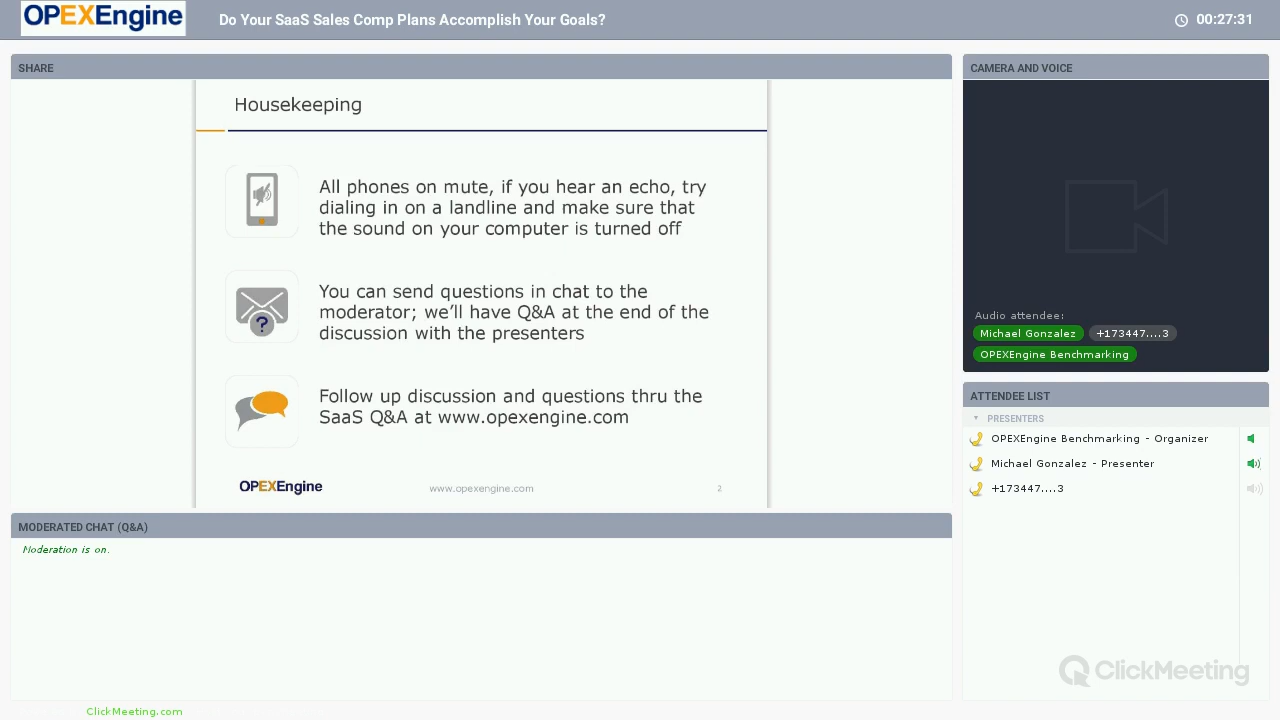 OPEXEngine
Do Your SaaS Sales Comp Plans Accomplish Your Goals?
00:27:31
SHARE
Housekeeping
All phones on mute, if you hear an echo, try
dialing in on a landline and make sure that
the sound on your computer is turned off
?
You can send questions in chat to the
moderator; we'll have Q&A at the end of the
discussion with the presenters
Follow up discussion and questions thru the
SaaS Q&A at www.opexengine.com
OPEXEngine
www.opexengine.com
2
MODERATED CHAT (Q&A)
Moderation is on.
CAMERA AND VOICE
Audio attendee:
Michael Gonzalez +173447....3
OPEXEngine Benchmarking
ATTENDEE LIST
PRESENTERS
OPEXEngine Benchmarking - Organizer
Michael Gonzalez - Presenter
+173447....3
ClickMeeting
ClickMeeting.com